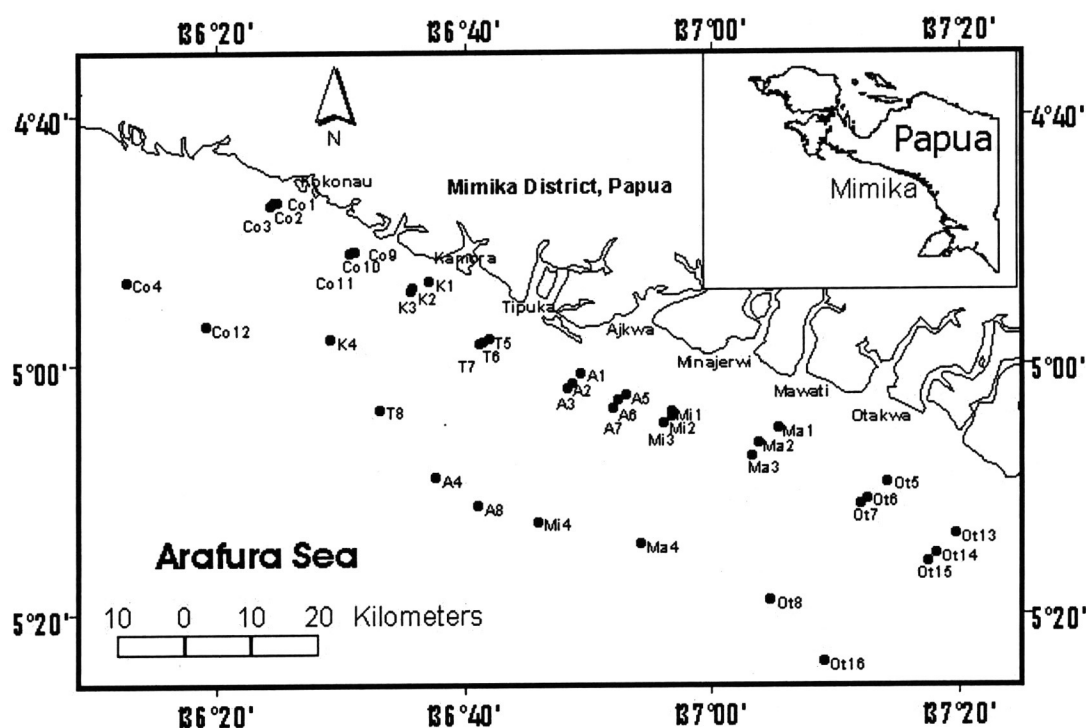 136°20' 136°40' 137°00' 137°20'
4°40' 4°40'
N
Papua
Mimika
Kokonau
Mimika District, Papua
Co1
Co2
Co3
Co9
Co10
Co11
Kamora
Co4
K1
K2
K3
Tipuka
Co12
K4
T5
T6
T7
Ajkwa
Minajerwi
5°00' 5°00'
A1
A2
A3
Mawati
A5
A6
A7
Otakwa
T8
Mi1
Mi2
Mi3
Ma1
Ma2
Ma3
A4
A8
Mi4
Ot5
Ot6
Ot7
Ot13
Ot14
Ot15
Ma4
Arafura Sea
Ot8
10 0 10 20 Kilometers
5°20' 5°20'
Ot16
136°20' 136°40' 137°00' 137°20'